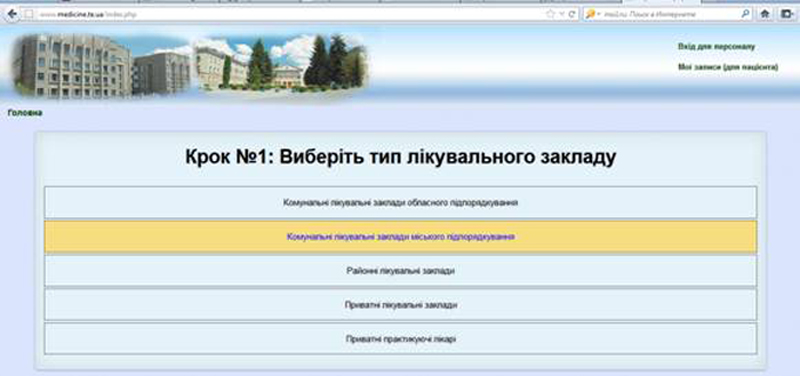 www.medicine.te.ua/index.php
mail.ru: Поиск в Интернете
Вхід для персоналу
Мої записи (для пацієнта)
Головна
Крок №1: Виберіть тип лікувального закладу
Комунальні лікувальні заклади обласного підпорядкування
Комунальні лікувальні заклади міського підпорядкування
Районні лікувальні заклади
Приватні лікувальні заклади
Приватні практикуючі лікарі